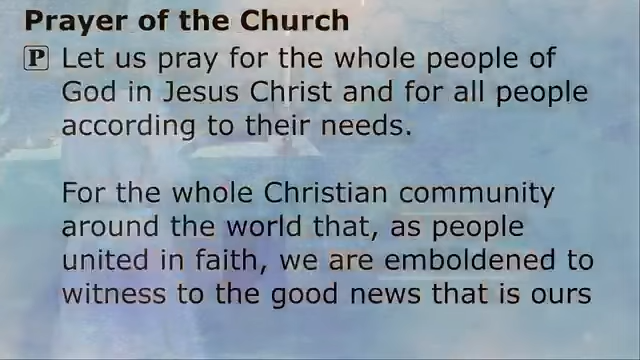 Prayer of the Church
P Let us pray for the whole people of
God in Jesus Christ and for all people
according to their needs.
For the whole Christian community
around the world that, as people
united in faith, we are emboldened to
witness to the good news that is ours